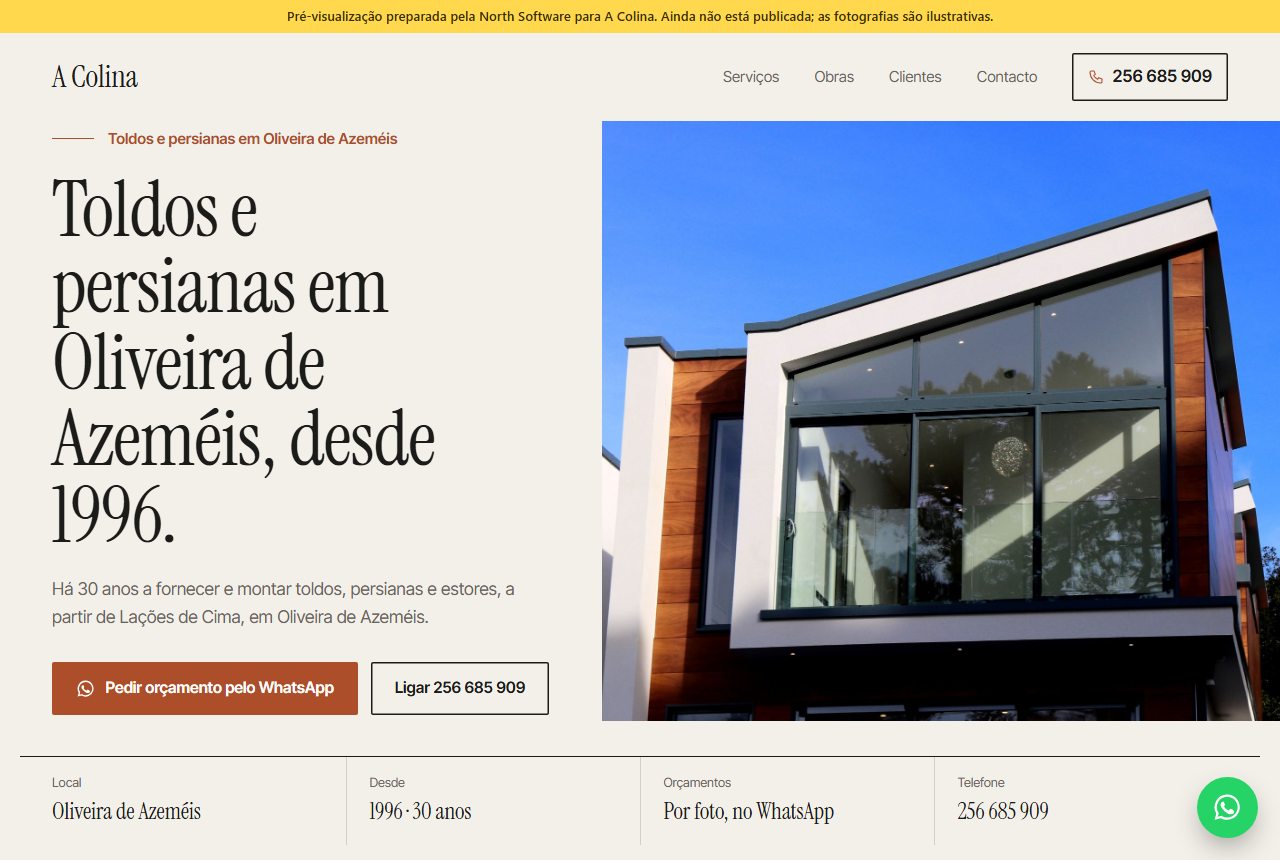 Pré-visualização preparada pela North Software para A Colina. Ainda não está publicada; as fotografias são ilustrativas.
A Colina
Serviços
Obras
Clientes
Contacto
256 685 909
Toldos e persianas em Oliveira de Azeméis
Toldos e
persianas em
Oliveira de
Azeméis, desde
1996.
Há 30 anos a fornecer e montar toldos, persianas e estores, a
partir de Lações de Cima, em Oliveira de Azeméis.
Pedir orçamento pelo WhatsApp
Ligar 256 685 909
Local
Oliveira de Azeméis
Desde
1996 · 30 anos
Orçamentos
Por foto, no WhatsApp
Telefone
256 685 909